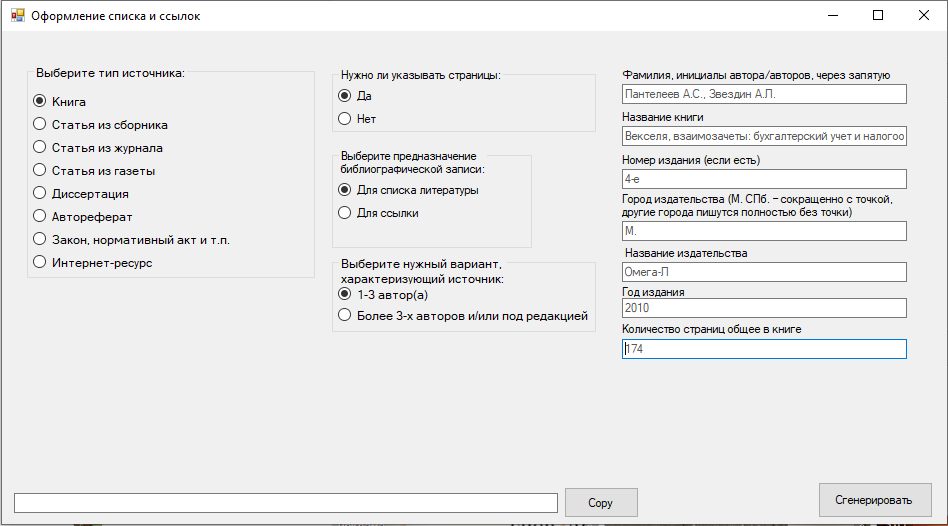 Оформление списка и ссылок
Выберите тип источника:
Книга
Статья из сборника
Статья из журнала
Статья из газеты
Диссертация
Автореферат
Закон, нормативный акт и т.п.
Интернет-ресурс
Нужно ли указывать страницы:
Да
Нет
Выберите предназначение
библиографической записи:
Для списка литературы
Для ссылки
Выберите нужный вариант,
характеризующий источник:
1-3 автор(а)
Более 3-х авторов и/или под редакцией
Фамилия, инициалы автора/авторов, через запятую
Пантелеев А.С., Звездин А.Л.
Название книги
Векселя, взаимозачеты: бухгалтерский учет и налогоо
Номер издания (если есть)
4-е
Город издательства (М. СПб. – сокращенно с точкой,
другие города пишутся полностью без точки)
М.
Название издательства
Омега-Л
Год издания
2010
Количество страниц общее в книге
174
Copy
Сгенерировать